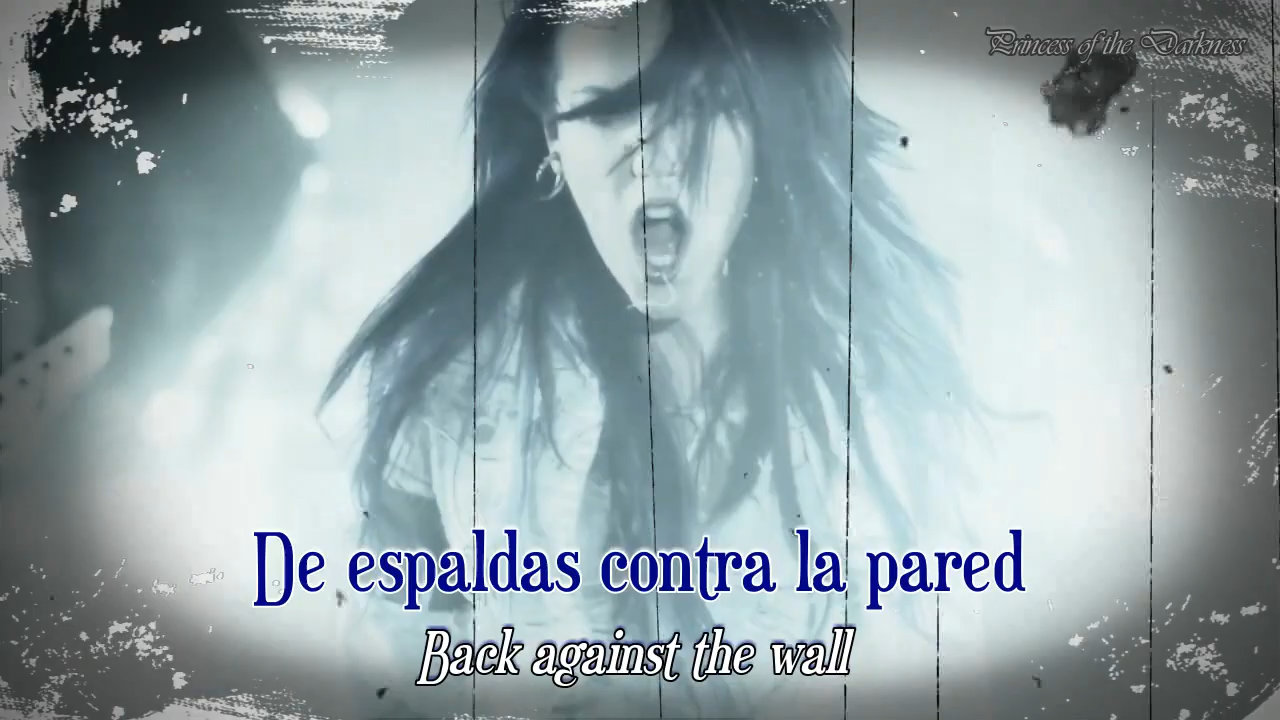 Princess of the Darkness
De espaldas contra la pared
Back against the wall